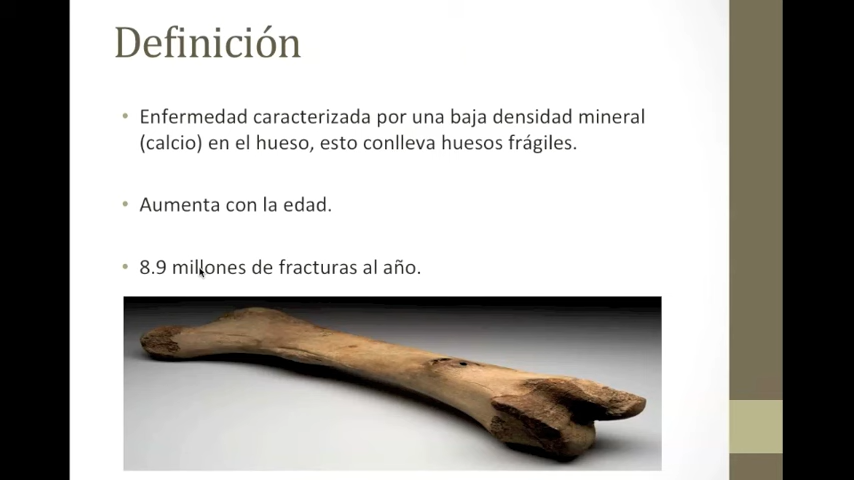 Definición
• Enfermedad caracterizada por una baja densidad mineral
(calcio) en el hueso, esto conlleva huesos frágiles.
• Aumenta con la edad.
• 8.9 millones de fracturas al año.